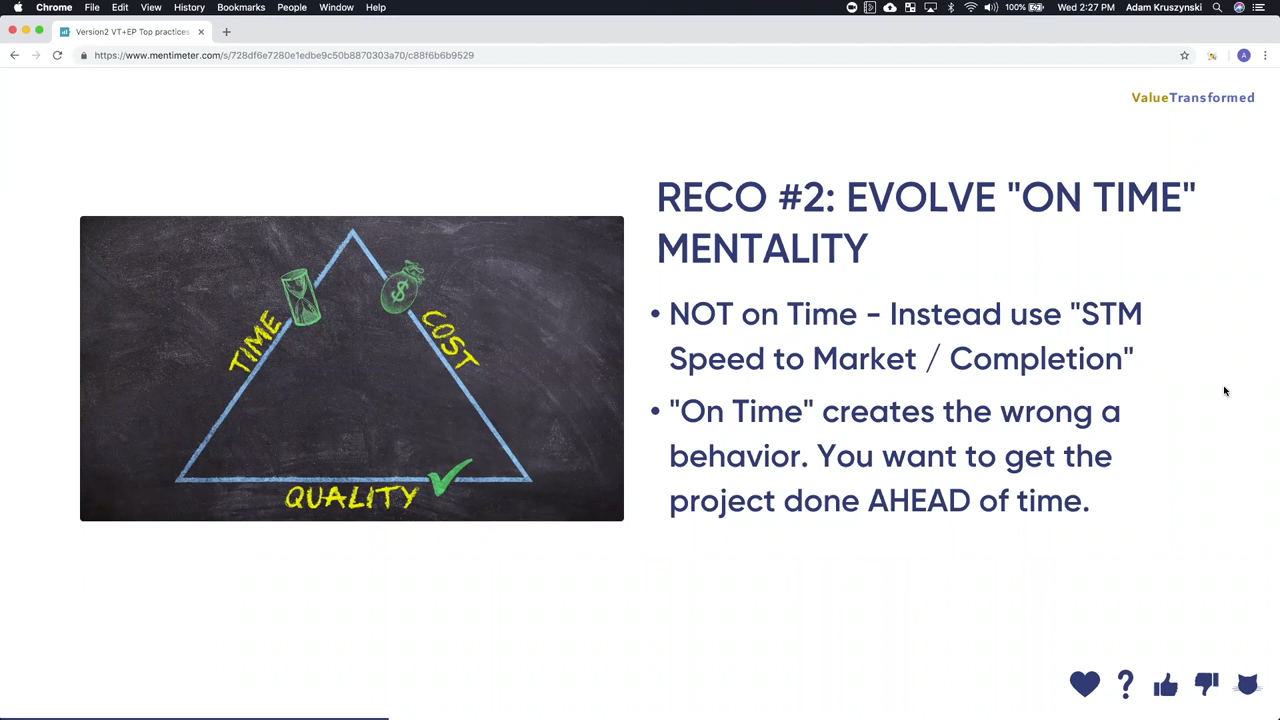 Chrome File Edit View History Bookmarks People Window Help 100% Wed 2:27 PM Adam Kruszynski
Version2 VT+EP Top practices
https://www.mentimeter.com/s/728df6e7280e1edbe9c50b8870303a70/c88f6b6b9529
A
ValueTransformed
RECO #2: EVOLVE "ON TIME"
MENTALITY
• NOT on Time - Instead use "STM
Speed to Market / Completion"
• "On Time" creates the wrong a
behavior. You want to get the
project done AHEAD of time.
TIME
$
COST
QUALITY